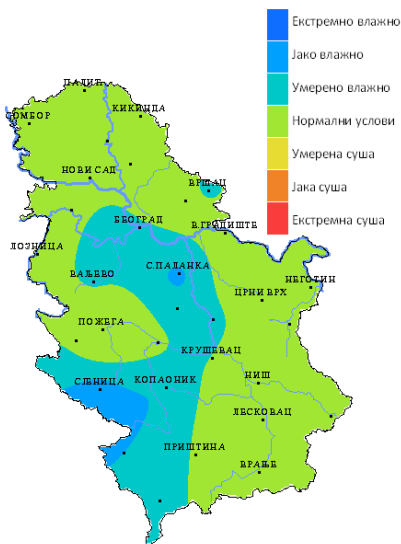 Екстремно влажно
Јако влажно
Умерено влажно
Нормални услови
Умерена суша
Јака суша
Екстремна суша
ПАЛИЋ
КИКИНДА
СОМБОР
НОВИ САД
ВРШАЦ
БЕОГРАД
В.ГРАДИШТЕ
ЛОЗНИЦА
С.ПАЛАНКА
ВАЉЕВО
НЕГОТИН
ЦРНИ ВРХ
ПОЖЕГА
КРУШЕВАЦ
СЈЕНИЦА
КОПАОНИК
НИШ
ЛЕСКОВАЦ
ПРИШТИНА
ВРАЊЕ